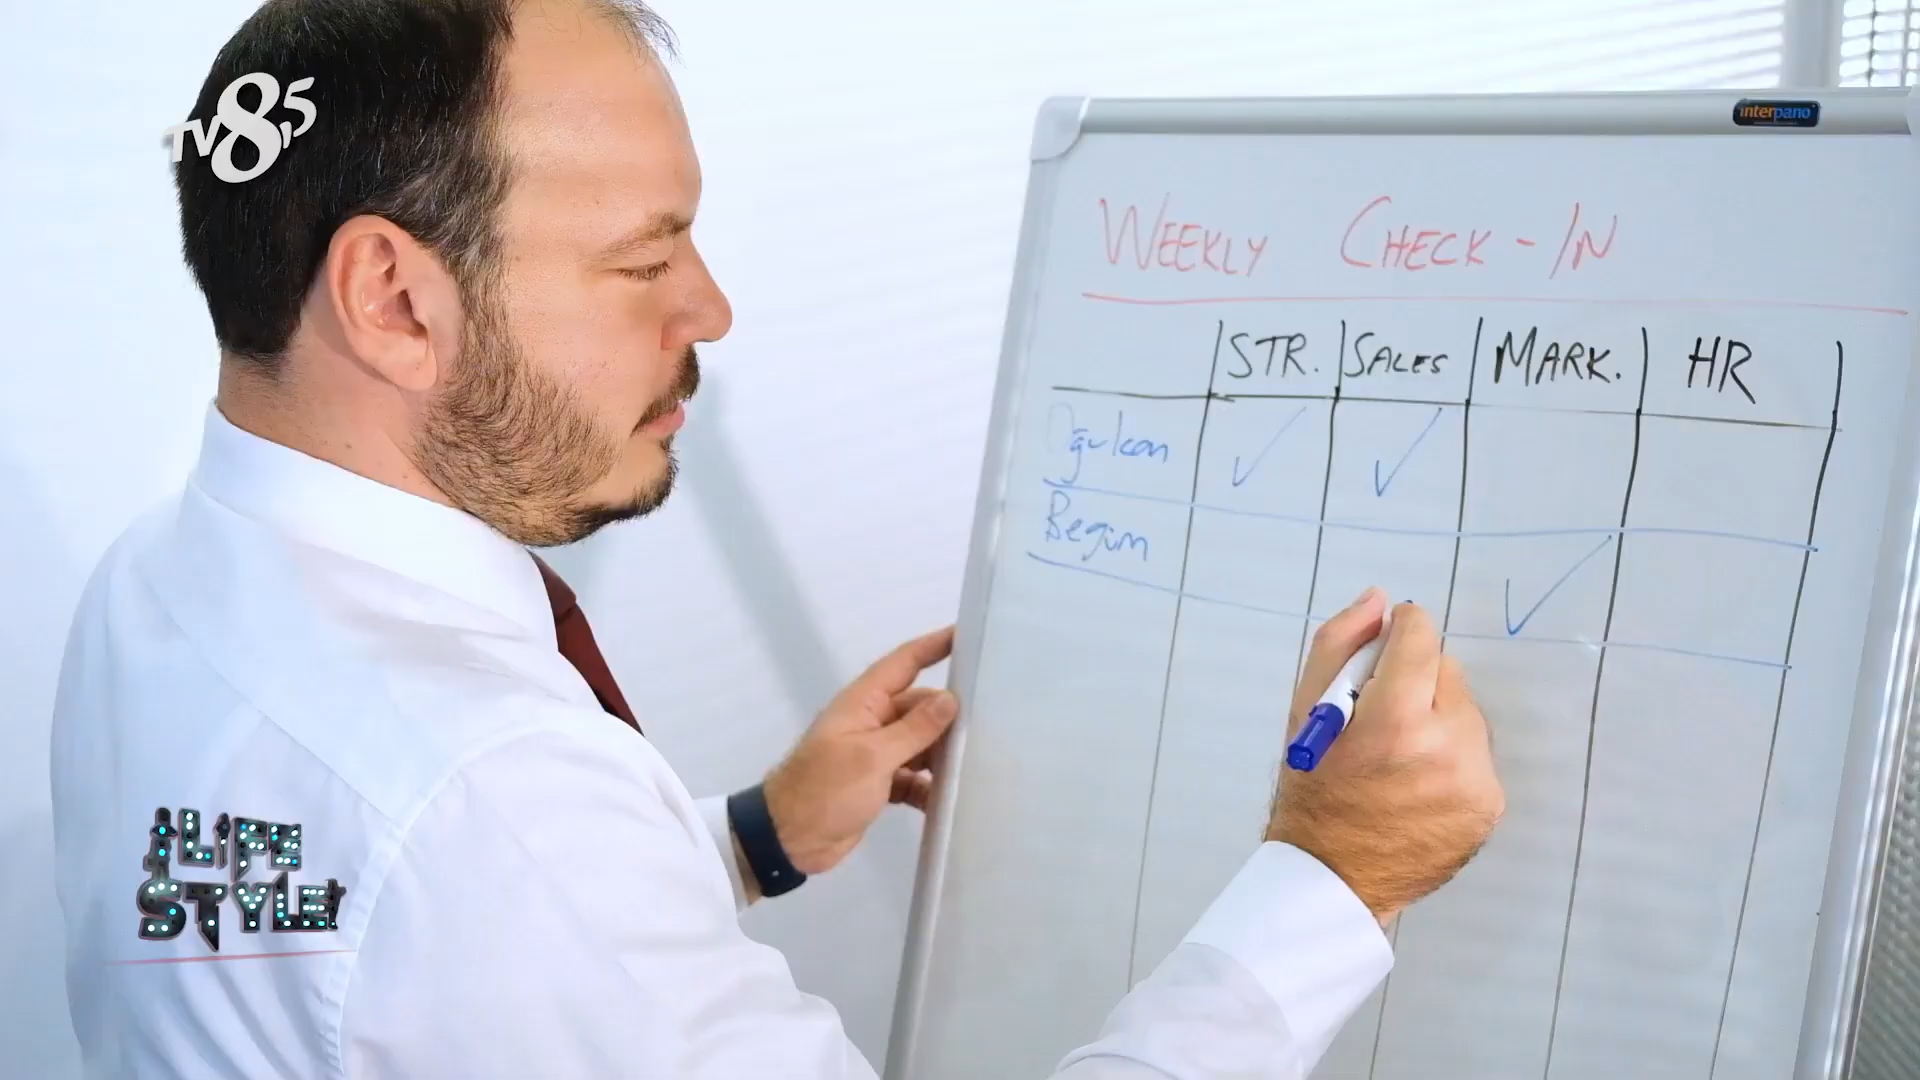 TV8,5
interpano
WEEKLY CHECK-IN
STR. SALES MARK. HR
Begüm
LIFE
STYLE